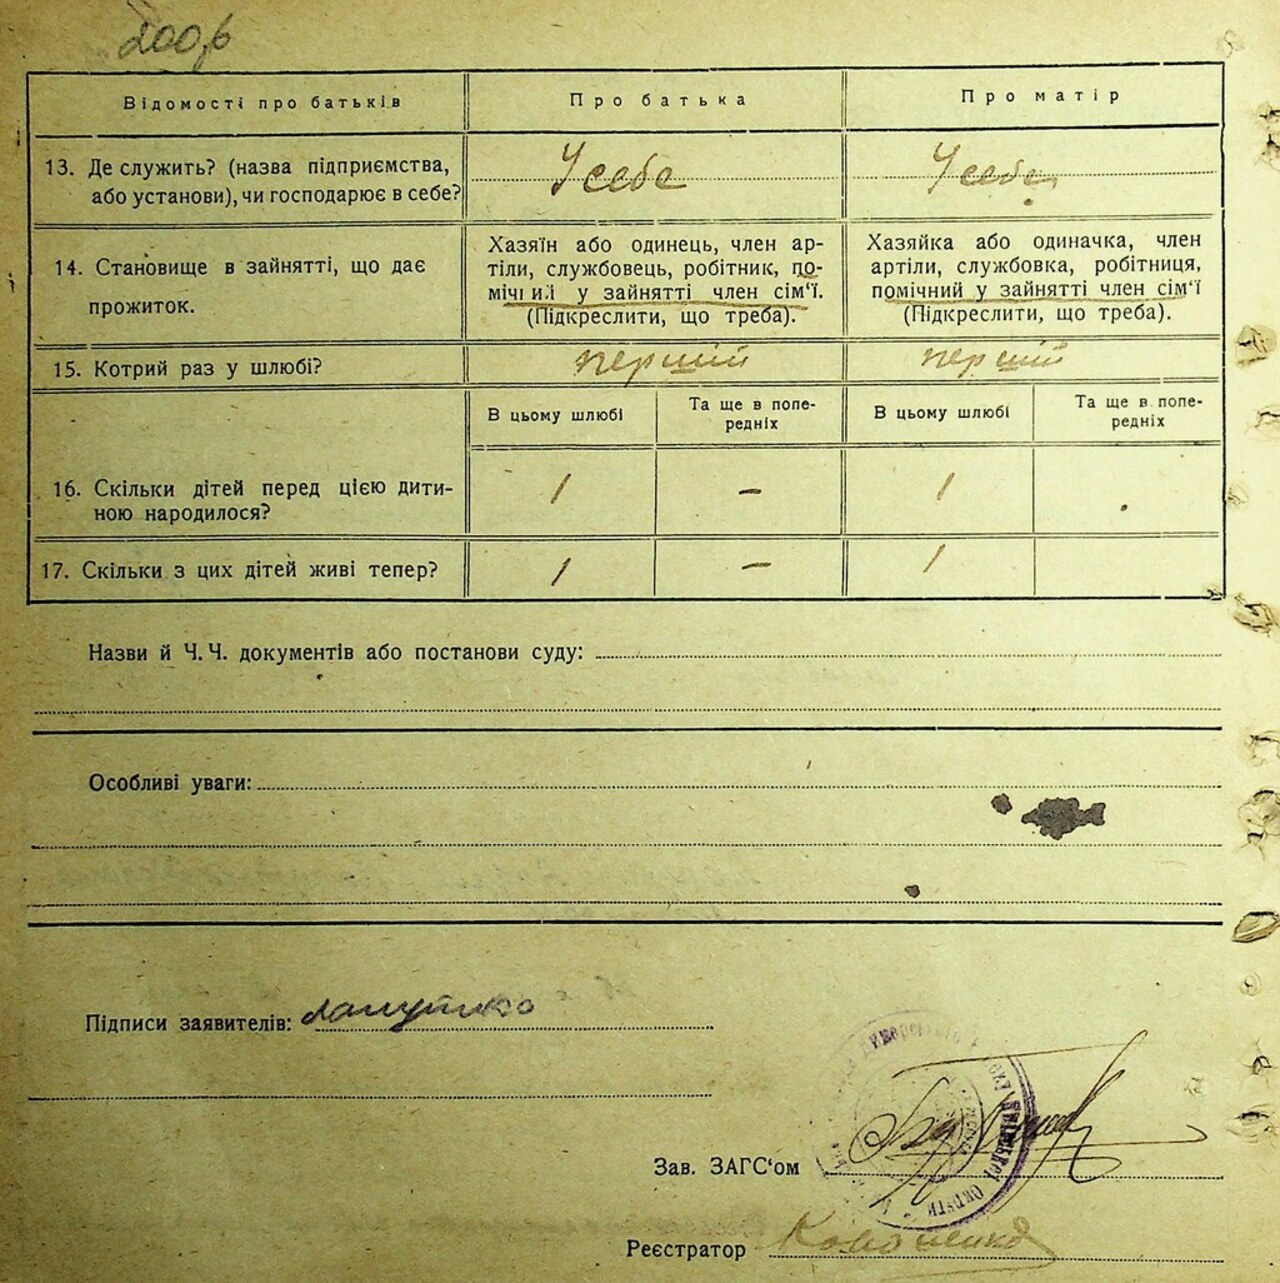 Відомості про батьків
Про батька
Про матір
13. Де служить? (назва підприємства,
або установи), чи господарює в себе?
У себе
У себе
14. Становище в зайнятті, що дає
прожиток.
Хазяїн або одинець, член ар-
тіли, службовець, робітник, по-
мічний у зайнятті член сім'ї.
(Підкреслити, що треба).
Хазяйка або одиначка, член
артіли, службовка, робітниця,
помічний у зайнятті член сім'ї
(Підкреслити, що треба).
15. Котрий раз у шлюбі?
перший
перший
В цьому шлюбі
Та ще в попе-
редніх
В цьому шлюбі
Та ще в попе-
редніх
16. Скільки дітей перед цією дити-
ною народилося?
1
-
1
17. Скільки з цих дітей живі тепер?
1
-
1
Назви й Ч.Ч. документів або постанови суду:
Особливі уваги:
Підписи заявителів:
Зав. ЗАГС'ом
Реєстратор